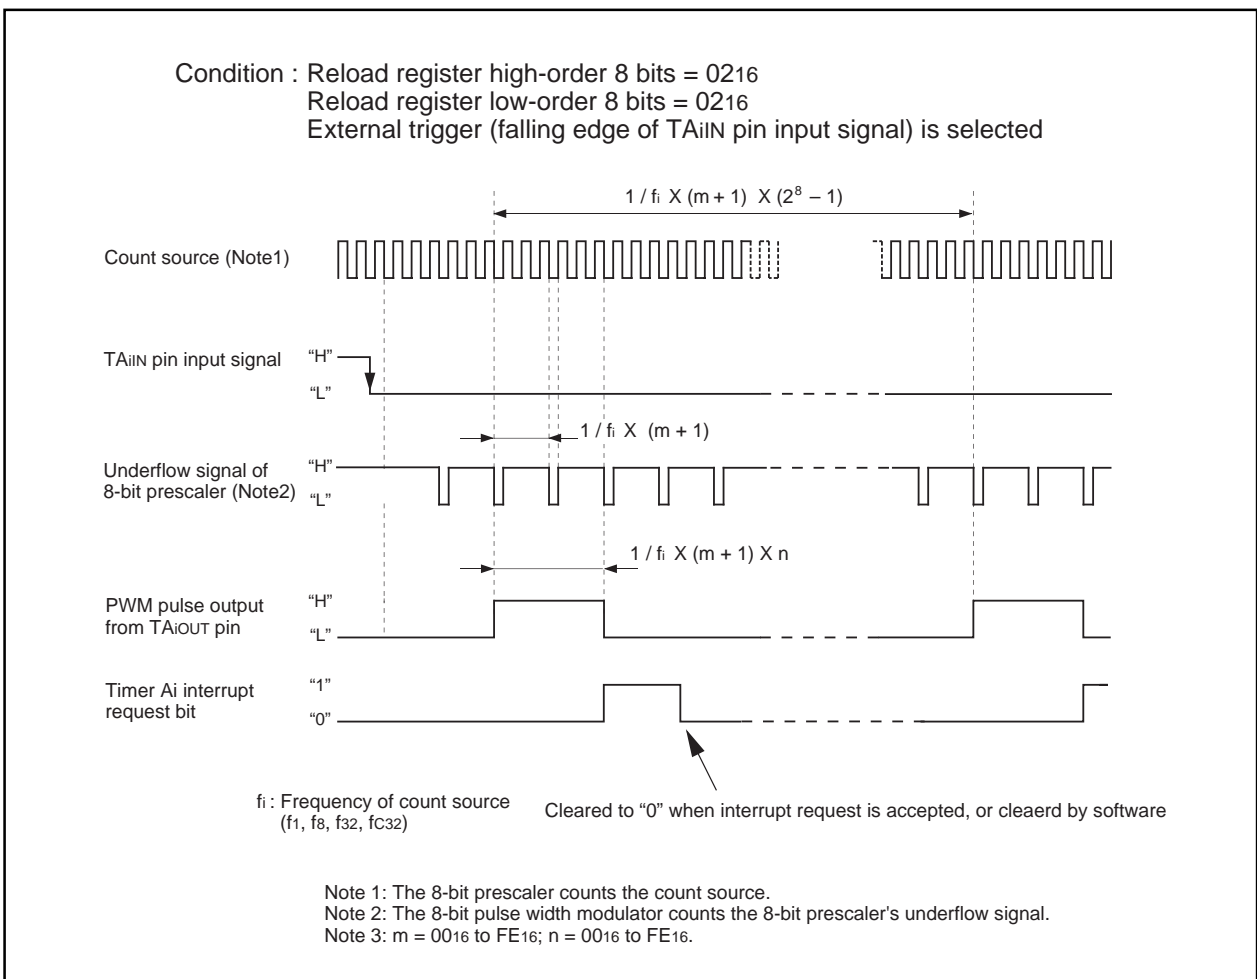 Condition : Reload register high-order 8 bits = 0216
Reload register low-order 8 bits = 0216
External trigger (falling edge of TAiIN pin input signal) is selected
1 / fi X (m + 1) X (2⁸ – 1)
Count source (Note1)
TAiIN pin input signal
“H”
“L”
1 / fi X (m + 1)
Underflow signal of
8-bit prescaler (Note2)
“H”
“L”
1 / fi X (m + 1) X n
PWM pulse output
from TAiOUT pin
“H”
“L”
Timer Ai interrupt
request bit
“1”
“0”
fi : Frequency of count source
(f1, f8, f32, fC32)
Cleared to “0” when interrupt request is accepted, or cleaerd by software
Note 1: The 8-bit prescaler counts the count source.
Note 2: The 8-bit pulse width modulator counts the 8-bit prescaler's underflow signal.
Note 3: m = 0016 to FE16; n = 0016 to FE16.